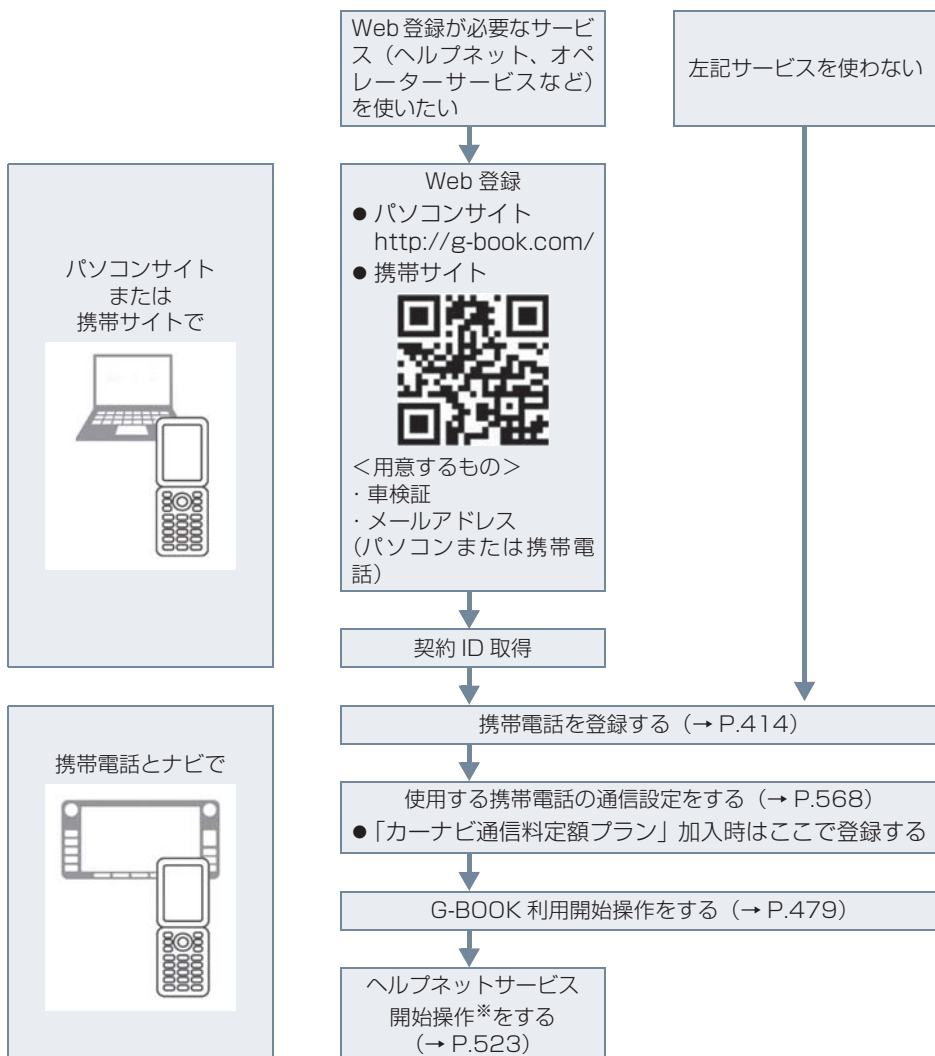 Web 登録が必要なサービ
ス（ヘルプネット、オペ
レーターサービスなど）
を使いたい
左記サービスを使わない
パソコンサイト
または
携帯サイトで
Web 登録
● パソコンサイト
http://g-book.com/
● 携帯サイト
＜用意するもの＞
・車検証
・メールアドレス
(パソコンまたは携帯電
話）
契約 ID 取得
携帯電話とナビで
携帯電話を登録する（→ P.414）
使用する携帯電話の通信設定をする（→ P.568）
●「カーナビ通信料定額プラン」加入時はここで登録する
G-BOOK 利用開始操作をする（→ P.479）
ヘルプネットサービス
開始操作※をする
（→ P.523）